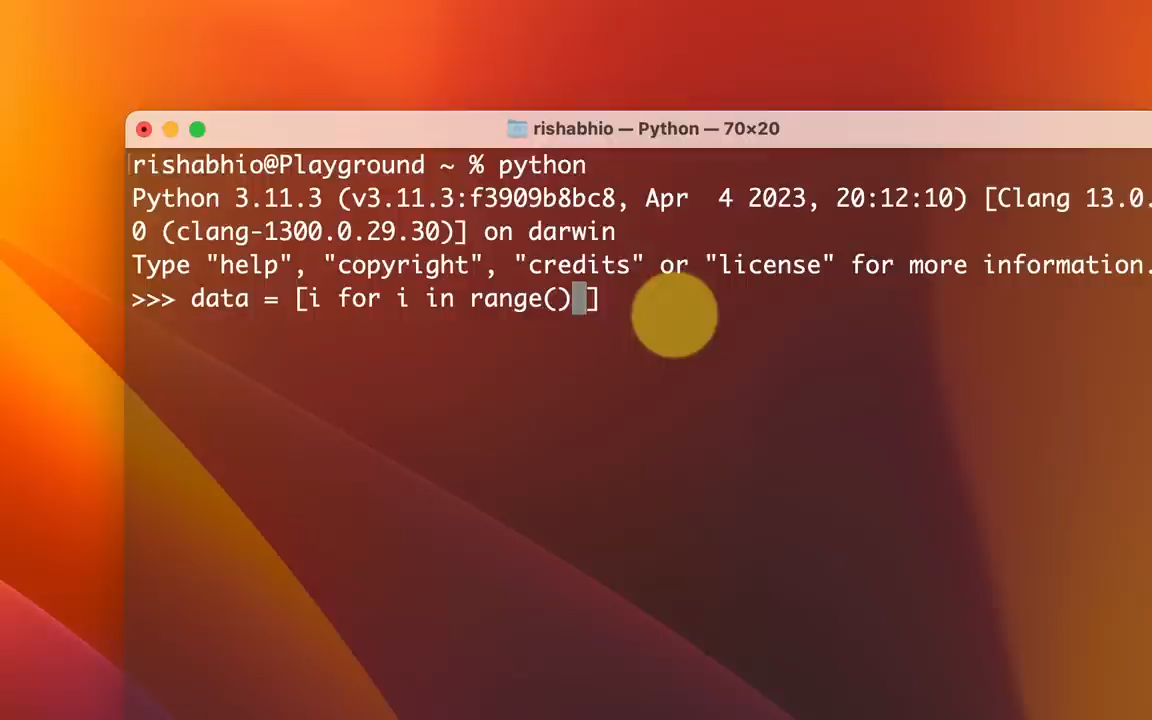 rishabhio — Python — 70×20
rishabhio@Playground ~ % python
Python 3.11.3 (v3.11.3:f3909b8bc8, Apr  4 2023, 20:12:10) [Clang 13.0.
0 (clang-1300.0.29.30)] on darwin
Type "help", "copyright", "credits" or "license" for more information.
>>> data = [i for i in range() ]